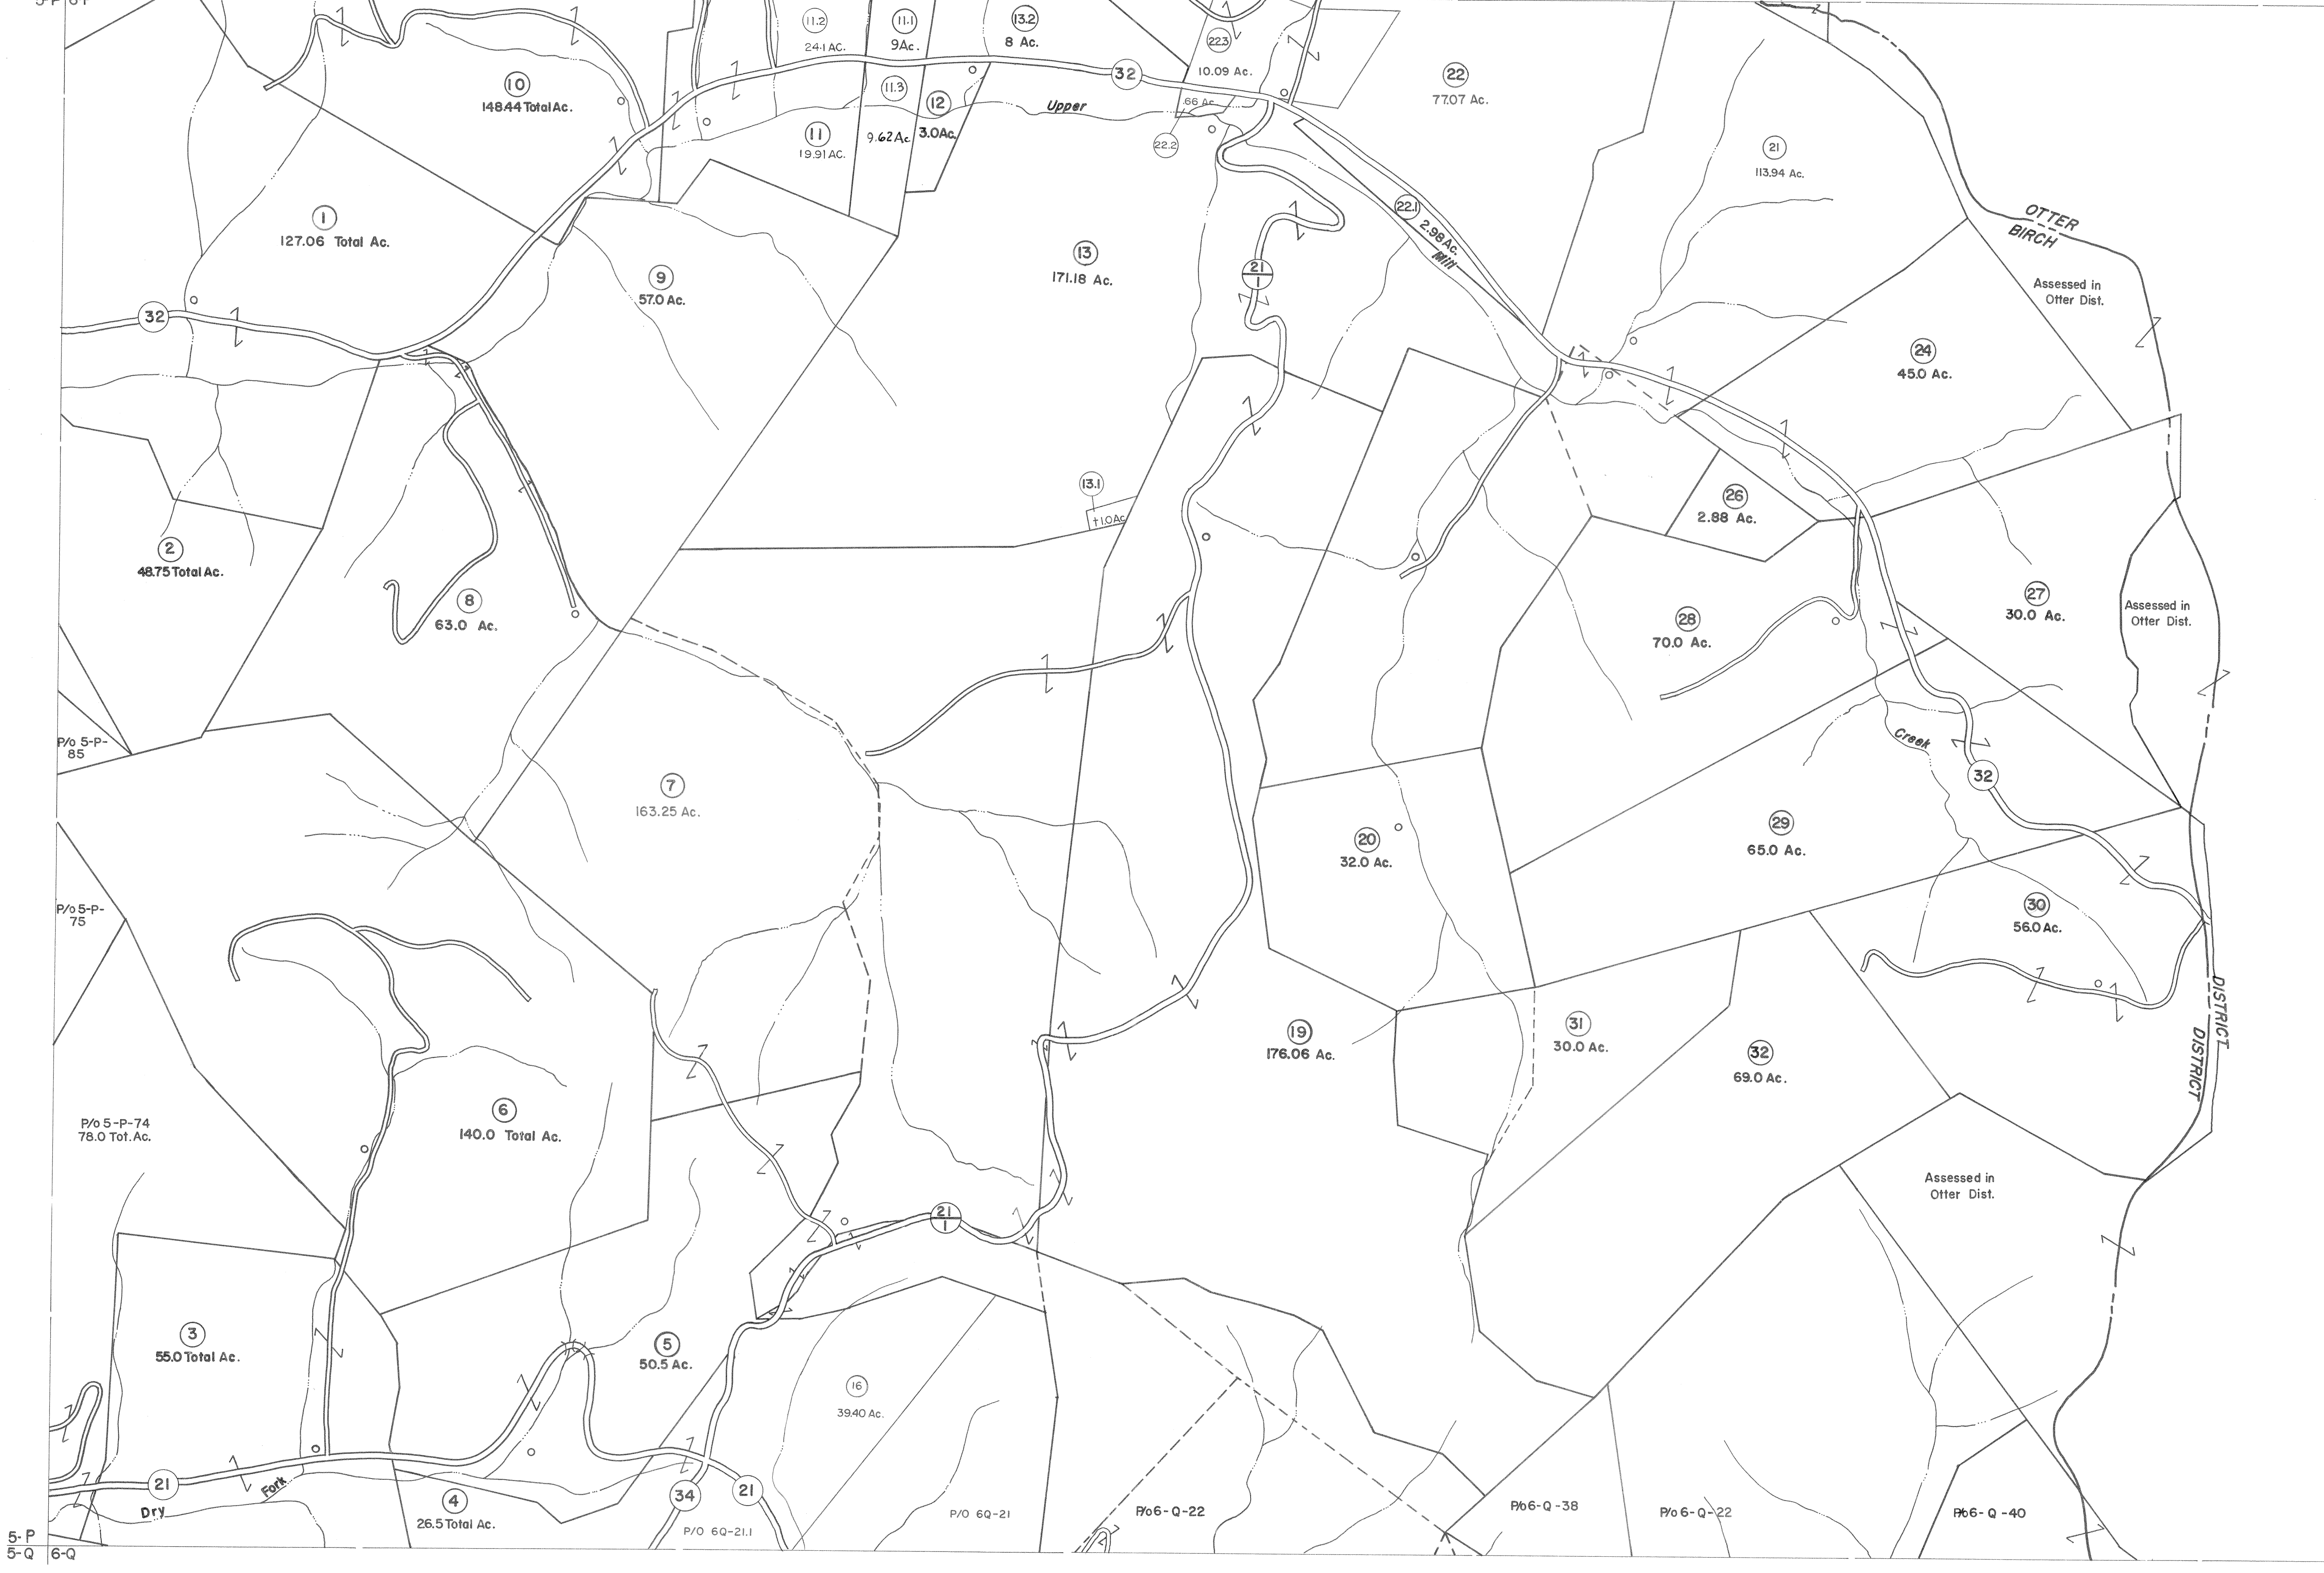 11.2
24.1 AC.
11.1
9Ac.
13.2
8 Ac.
223
10.09 Ac.
10
148.44 Total Ac.
32
22
77.07 Ac.
11.3
9.62Ac
12
3.0Ac.
Upper
.66 Ac.
22.2
11
19.91 AC.
21
113.94 Ac.
1
127.06 Total Ac.
22.1
2.98Ac.
Mill
OTTER
BIRCH
9
57.0 Ac.
13
171.18 Ac.
21
1
Assessed in
Otter Dist.
32
24
45.0 Ac.
13.1
±1.0Ac
26
2.88 Ac.
2
48.75 Total Ac.
8
63.0 Ac.
28
70.0 Ac.
27
30.0 Ac.
Assessed in
Otter Dist.
P/o 5-P-
85
7
163.25 Ac.
Creek
32
20
32.0 Ac.
29
65.0 Ac.
P/o 5-P-
75
30
56.0 Ac.
19
176.06 Ac.
31
30.0 Ac.
32
69.0 Ac.
DISTRICT
DISTRICT
P/o 5-P-74
78.0 Tot. Ac.
6
140.0 Total Ac.
Assessed in
Otter Dist.
21
1
3
55.0 Total Ac.
5
50.5 Ac.
16
39.40 Ac.
21
Fork
Dry
4
26.5 Total Ac.
34
21
P/O 6Q-21.1
P/O 6Q-21
P/o 6-Q-22
P/o 6-Q-38
P/o 6-Q-22
P/o 6-Q-40
5-P
5-Q
6-Q